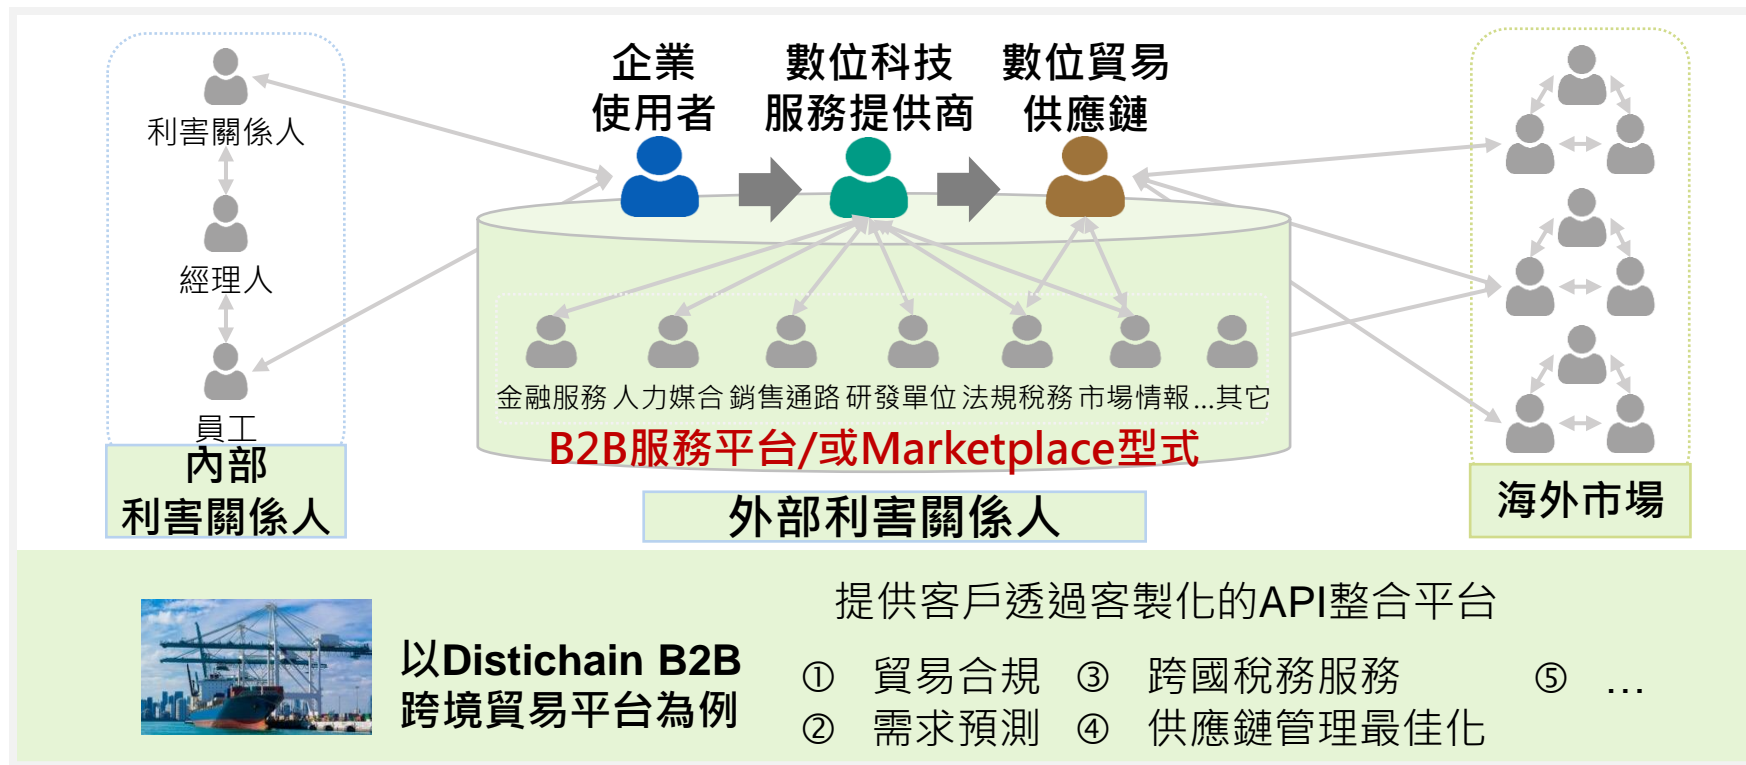 企業
使用者
數位科技
服務提供商
數位貿易
供應鏈
利害關係人
經理人
員工
內部
利害關係人
金融服務 人力媒合 銷售通路 研發單位 法規稅務 市場情報 ...其它
B2B服務平台/或Marketplace型式
外部利害關係人
海外市場
以Distichain B2B
跨境貿易平台為例
提供客戶透過客製化的API整合平台
① 貿易合規 ③ 跨國稅務服務 ⑤ ...
② 需求預測 ④ 供應鏈管理最佳化